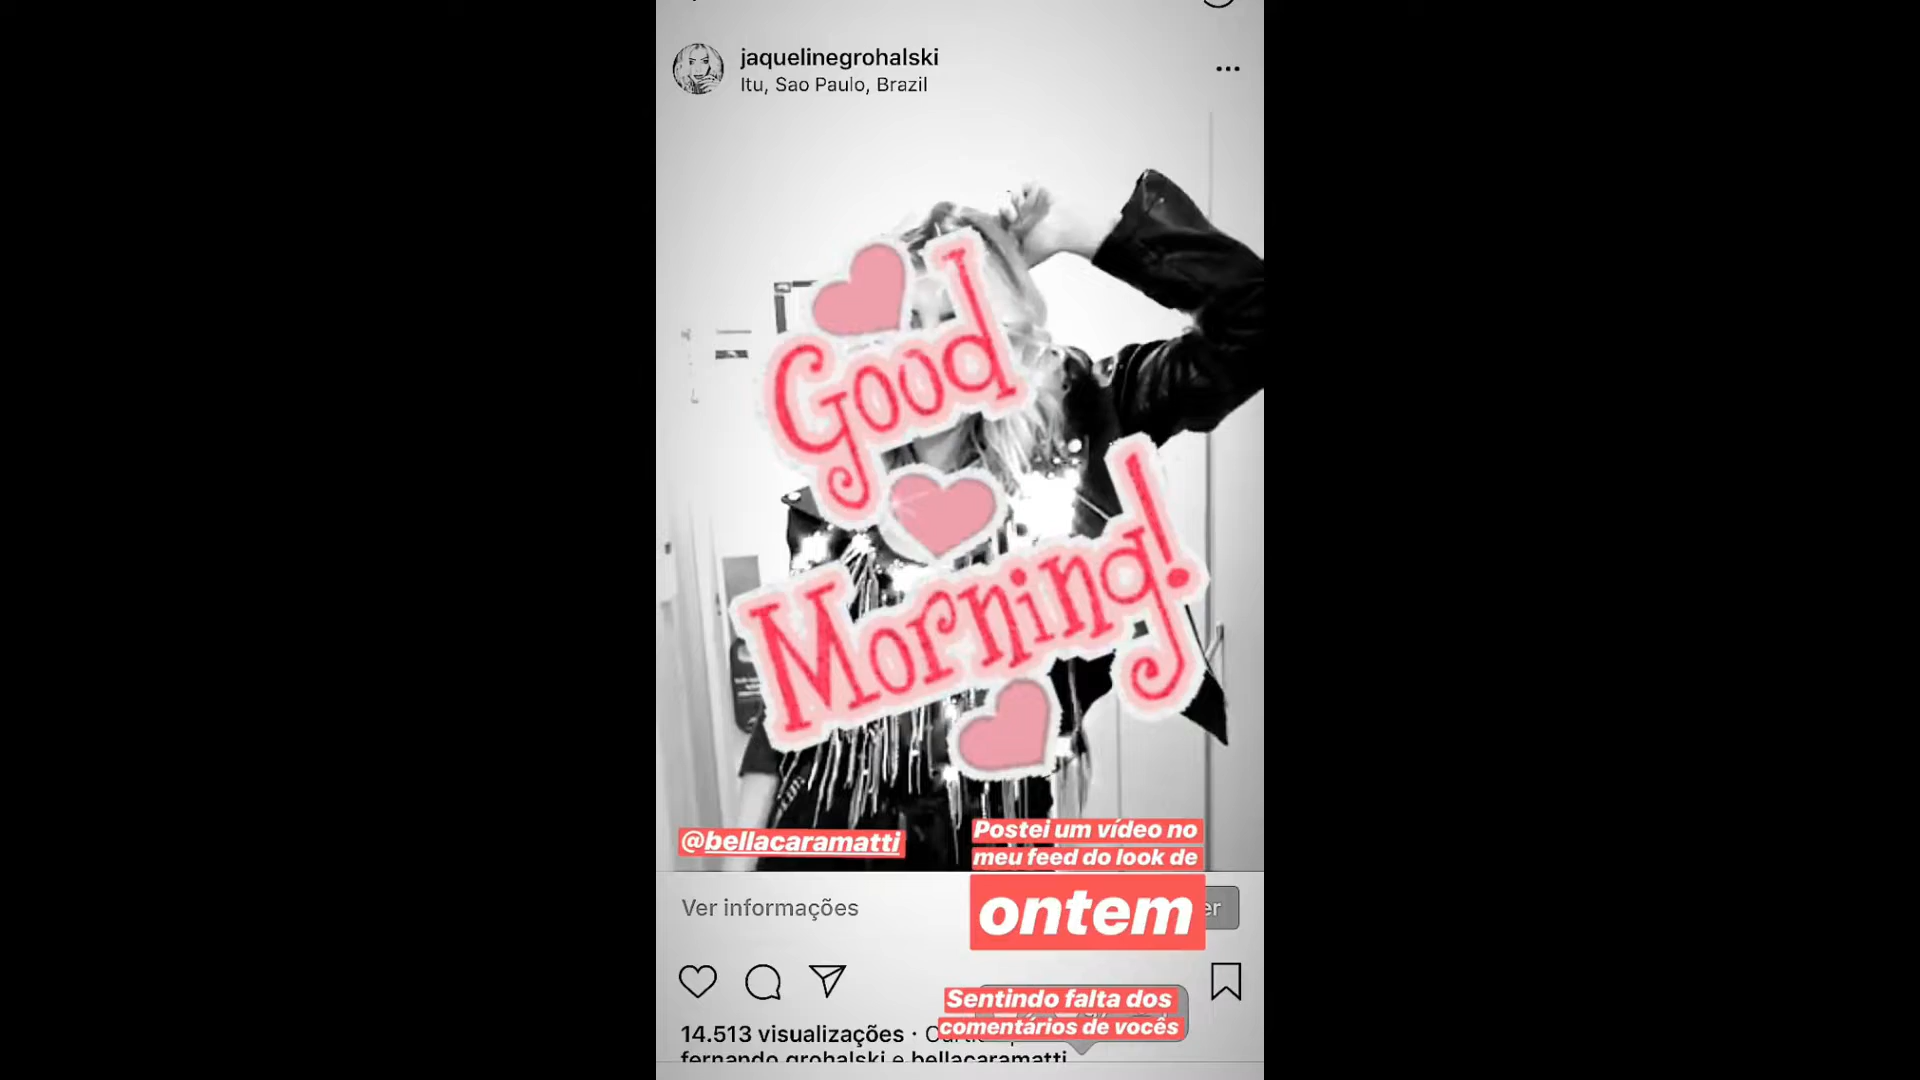 jaquelinegrohalski
Itu, Sao Paulo, Brazil
Good
Morning!
@bellacaramatti
Postei um vídeo no
meu feed do look de
ontem
Ver informações
er
Sentindo falta dos
comentários de vocês
14.513 visualizações ·
fernando.grohalski e bellacaramatti